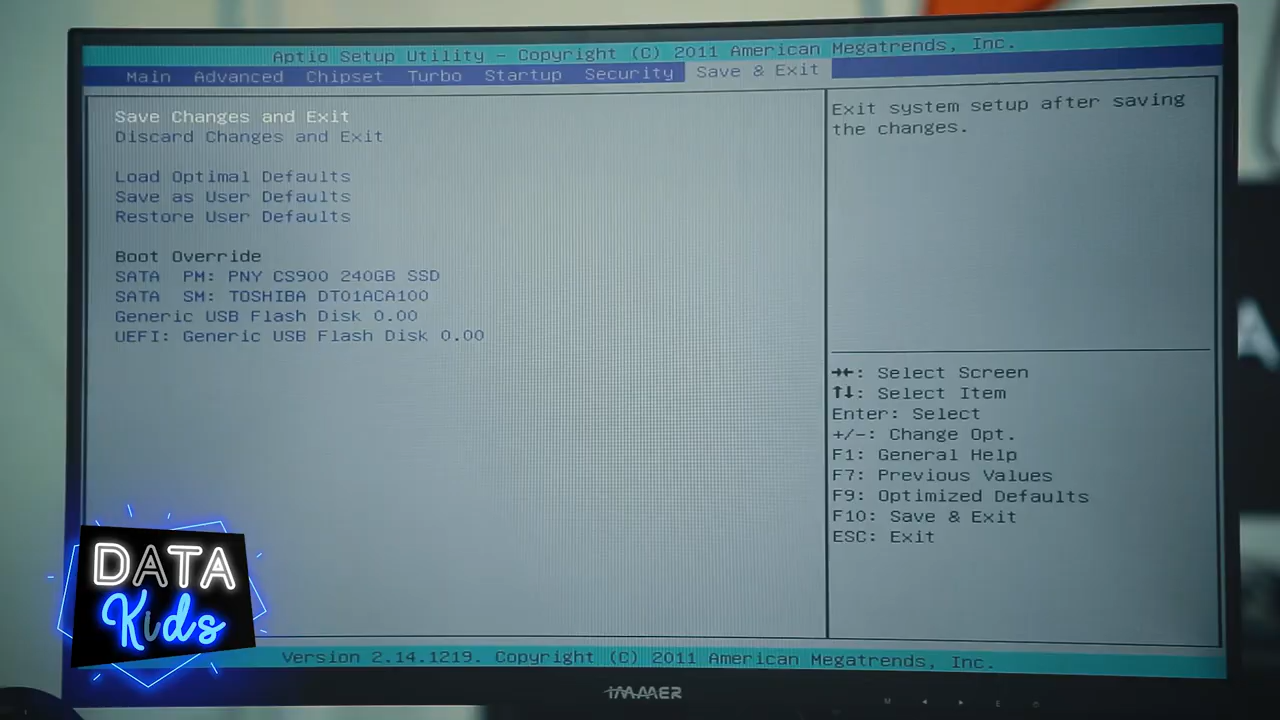 Aptio Setup Utility – Copyright (C) 2011 American Megatrends, Inc.
Main Advanced Chipset Turbo Startup Security Save & Exit
Save Changes and Exit
Discard Changes and Exit
Load Optimal Defaults
Save as User Defaults
Restore User Defaults
Boot Override
SATA PM: PNY CS900 240GB SSD
SATA SM: TOSHIBA DT01ACA100
Generic USB Flash Disk 0.00
UEFI: Generic USB Flash Disk 0.00
Exit system setup after saving
the changes.
→←: Select Screen
↑↓: Select Item
Enter: Select
+/-: Change Opt.
F1: General Help
F7: Previous Values
F9: Optimized Defaults
F10: Save & Exit
ESC: Exit
Version 2.14.1219. Copyright (C) 2011 American Megatrends, Inc.
DATA
Kids